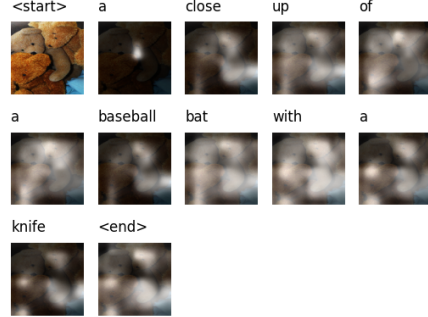 <start> a close up of
a baseball bat with a
knife <end>